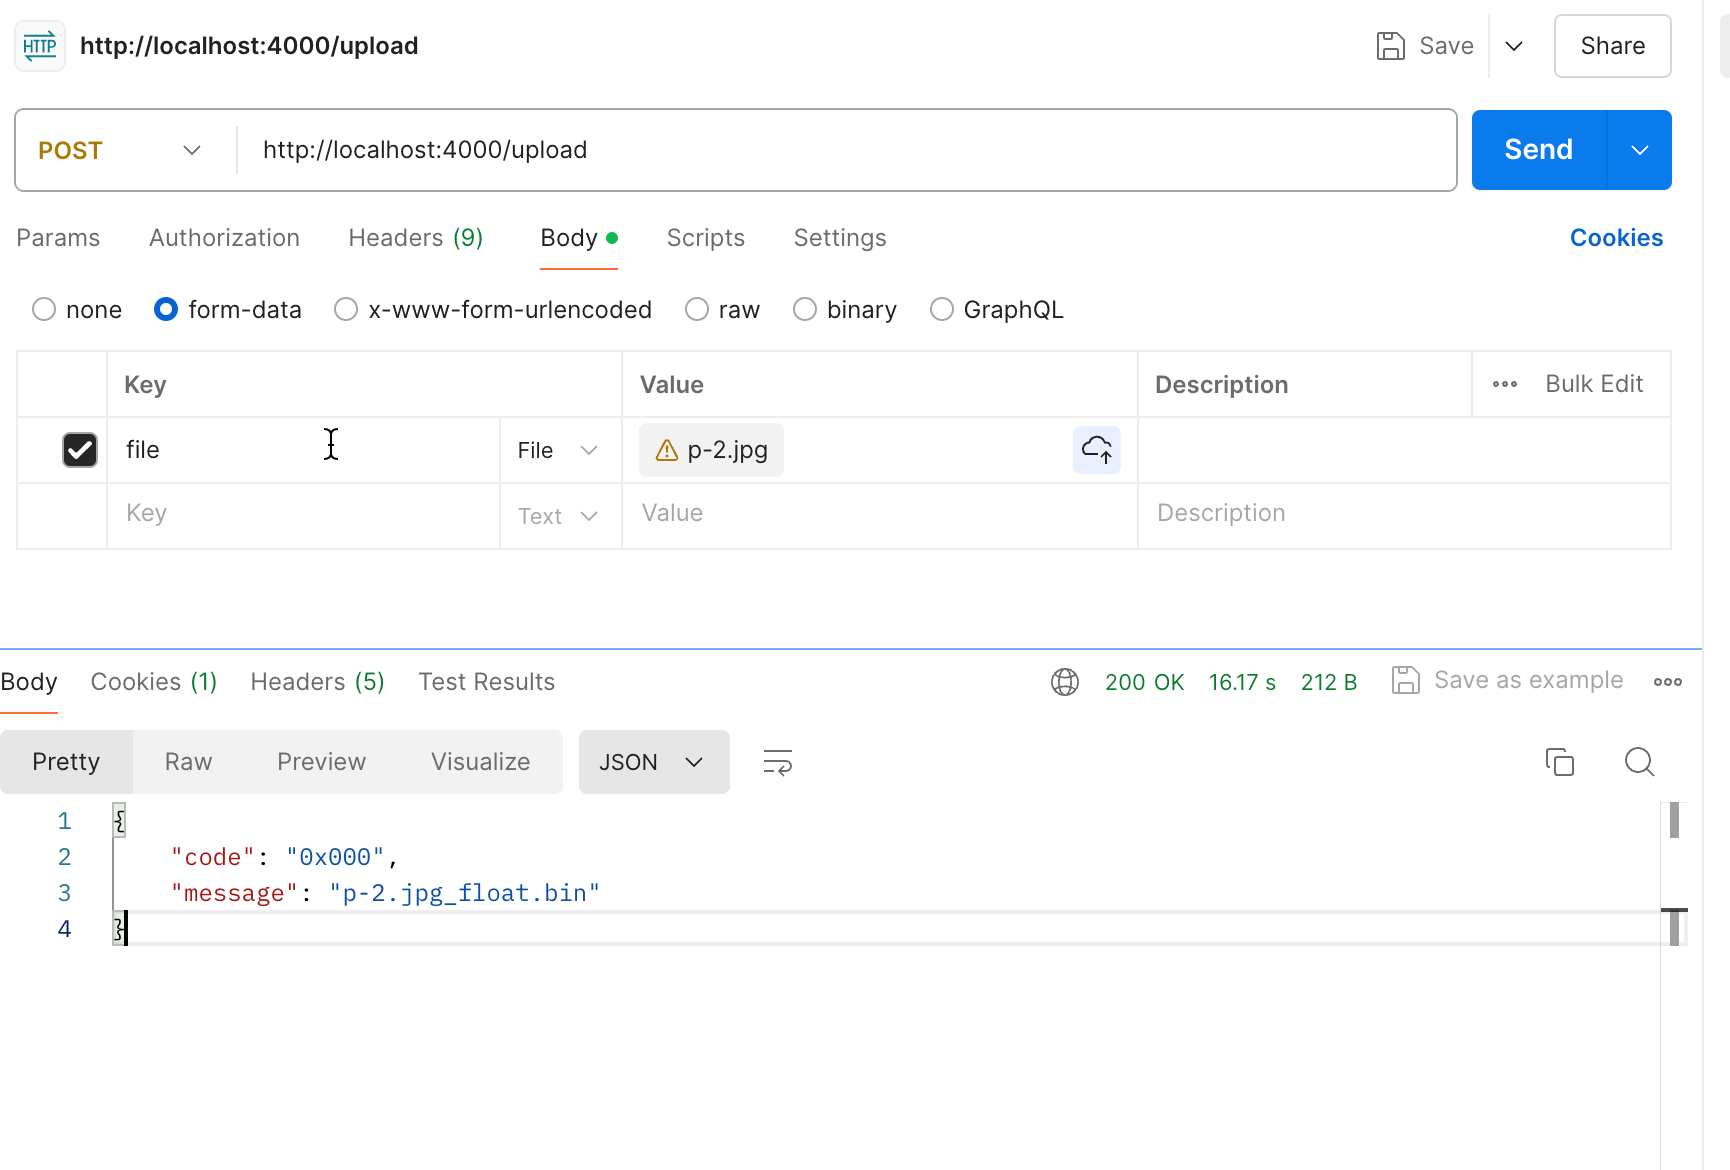 HTTP http://localhost:4000/upload Save Share
POST http://localhost:4000/upload Send
Params Authorization Headers (9) Body Scripts Settings Cookies
none form-data x-www-form-urlencoded raw binary GraphQL
Key Value Description Bulk Edit
file File p-2.jpg
Key Text Value Description
Body Cookies (1) Headers (5) Test Results 200 OK 16.17 s 212 B Save as example
Pretty Raw Preview Visualize JSON
1 {
2 "code": "0x000",
3 "message": "p-2.jpg_float.bin"
4 }